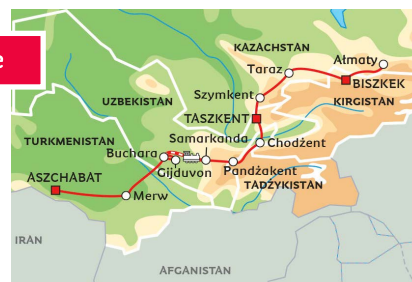 e
KAZACHSTAN
Ałmaty
Taraz
BISZKEK
Szymkent
KIRGISTAN
UZBEKISTAN
TASZKENT
TURKMENISTAN
Samarkanda
Buchara
Chodżent
Gijduvon
Pandżakent
ASZCHABAT
TADŻYKISTAN
Merw
IRAN
AFGANISTAN